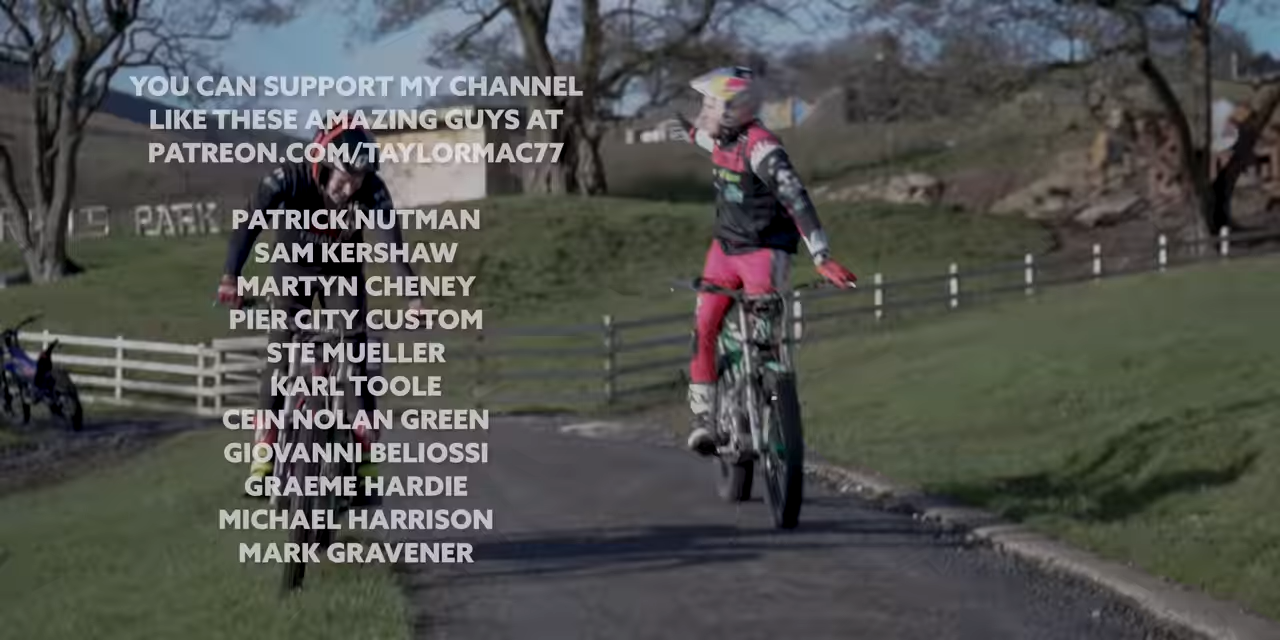 YOU CAN SUPPORT MY CHANNEL
LIKE THESE AMAZING GUYS AT
PATREON.COM/TAYLORMAC77
PATRICK NUTMAN
SAM KERSHAW
MARTYN CHENEY
PIER CITY CUSTOM
STE MUELLER
KARL TOOLE
CEIN NOLAN GREEN
GIOVANNI BELIOSSI
GRAEME HARDIE
MICHAEL HARRISON
MARK GRAVENER
PARK